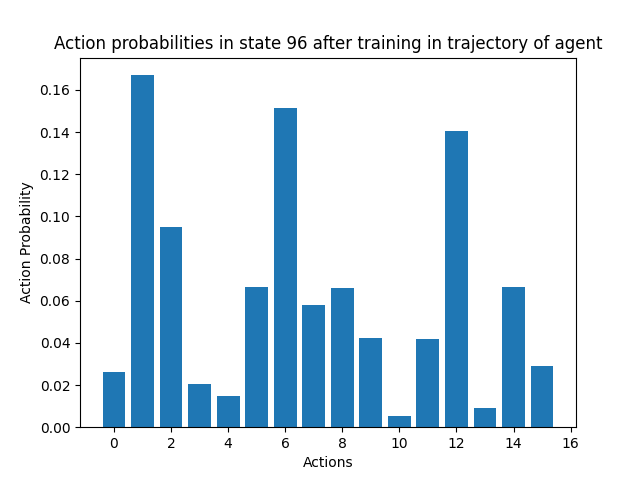 Action probabilities in state 96 after training in trajectory of agent
0.16
0.14
0.12
0.10
0.08
0.06
0.04
0.02
0.00
Action Probability
0 2 4 6 8 10 12 14 16
Actions